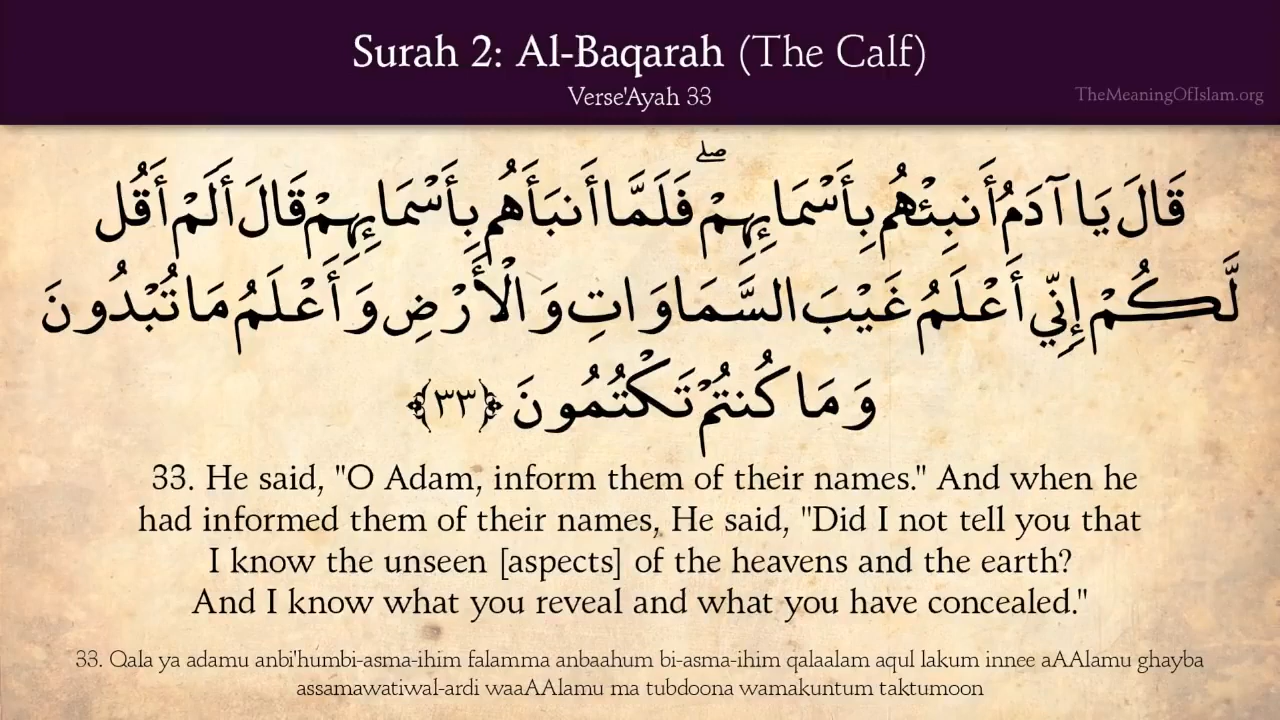 Surah 2: Al-Baqarah (The Calf)
Verse'Ayah 33
TheMeaningOfIslam.org
قَالَ يَا آدَمُ أَنبِئْهُم بِأَسْمَائِهِمْ ۖ فَلَمَّا أَنبَأَهُم بِأَسْمَائِهِمْ قَالَ أَلَمْ أَقُل
لَّكُمْ إِنِّي أَعْلَمُ غَيْبَ السَّمَاوَاتِ وَالْأَرْضِ وَأَعْلَمُ مَا تُبْدُونَ
وَمَا كُنتُمْ تَكْتُمُونَ ﴿٣٣﴾
33. He said, "O Adam, inform them of their names." And when he
had informed them of their names, He said, "Did I not tell you that
I know the unseen [aspects] of the heavens and the earth?
And I know what you reveal and what you have concealed."
33. Qala ya adamu anbi'humbi-asma-ihim falamma anbaahum bi-asma-ihim qalaalam aqul lakum innee aAAlamu ghayba
assamawatiwal-ardi waaAAlamu ma tubdoona wamakuntum taktumoon